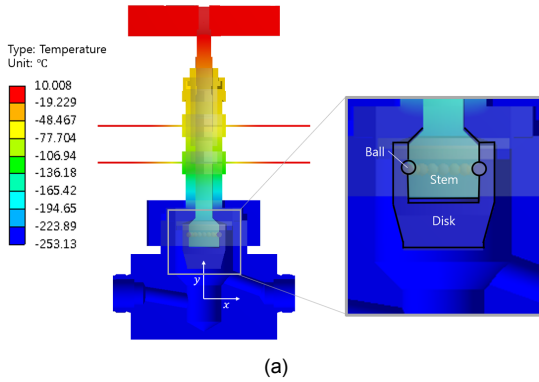 Type: Temperature
Unit: ℃
10.008
-19.229
-48.467
77.704
-106.94
-136.18
-165.42
-194.65
-223.89
-253.13
Ball
Stem
Disk
y
x
(a)